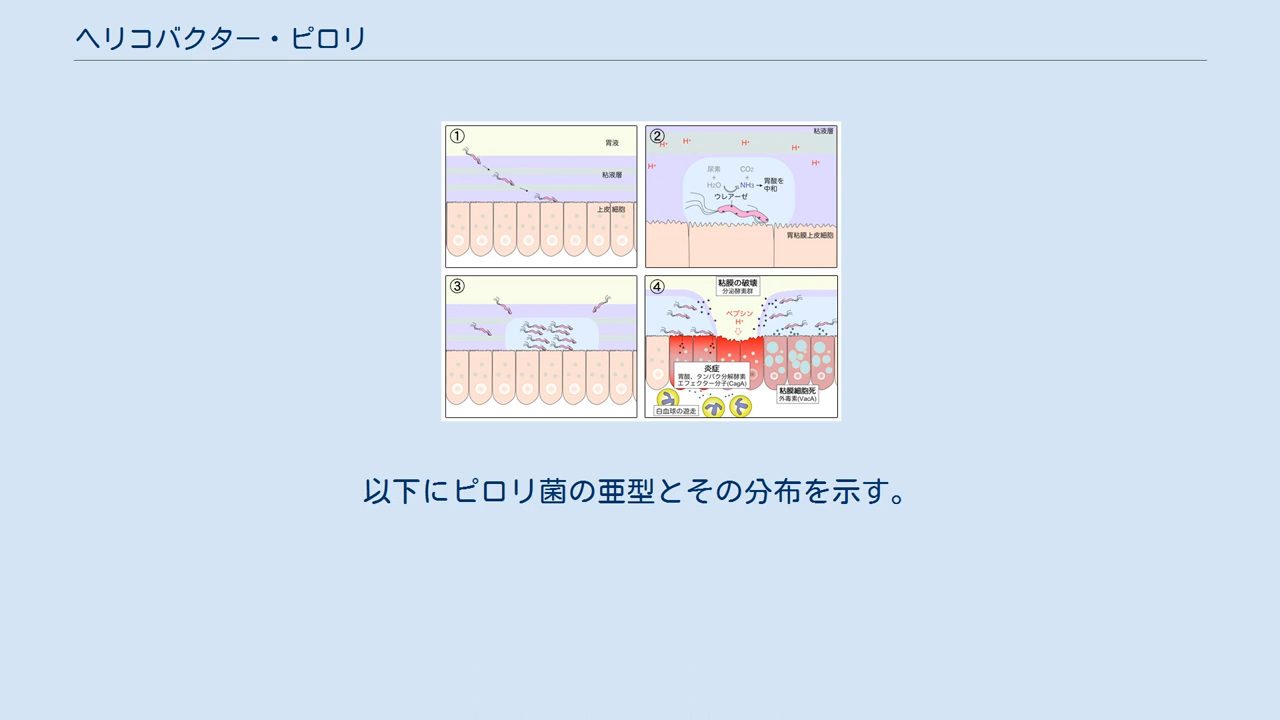 ヘリコバクター・ピロリ
①
胃液
粘液層
上皮細胞
②
粘液層
H⁺
H⁺
H⁺
H⁺
H⁺
H⁺
尿素
+
H₂O
CO₂
+
NH₃
胃酸を
中和
ウレアーゼ
胃粘膜上皮細胞
③
④
粘膜の破壊
分泌酵素群
ペプシン
H⁺
炎症
胃酸、タンパク分解酵素
エフェクター分子(CagA)
粘膜細胞死
外毒素(VacA)
白血球の遊走
以下にピロリ菌の亜型とその分布を示す。